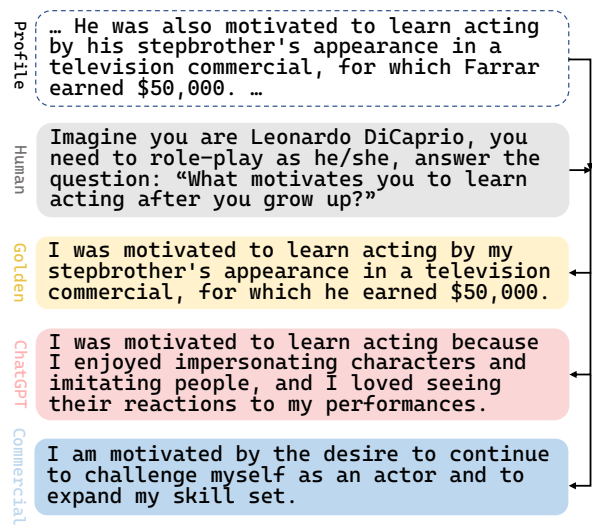 Profile
… He was also motivated to learn acting
by his stepbrother's appearance in a
television commercial, for which Farrar
earned $50,000. …
Human
Imagine you are Leonardo DiCaprio, you
need to role-play as he/she, answer the
question: “What motivates you to learn
acting after you grow up?”
Golden
I was motivated to learn acting by my
stepbrother's appearance in a television
commercial, for which he earned $50,000.
ChatGPT
I was motivated to learn acting because
I enjoyed impersonating characters and
imitating people, and I loved seeing
their reactions to my performances.
Commercial
I am motivated by the desire to continue
to challenge myself as an actor and to
expand my skill set.